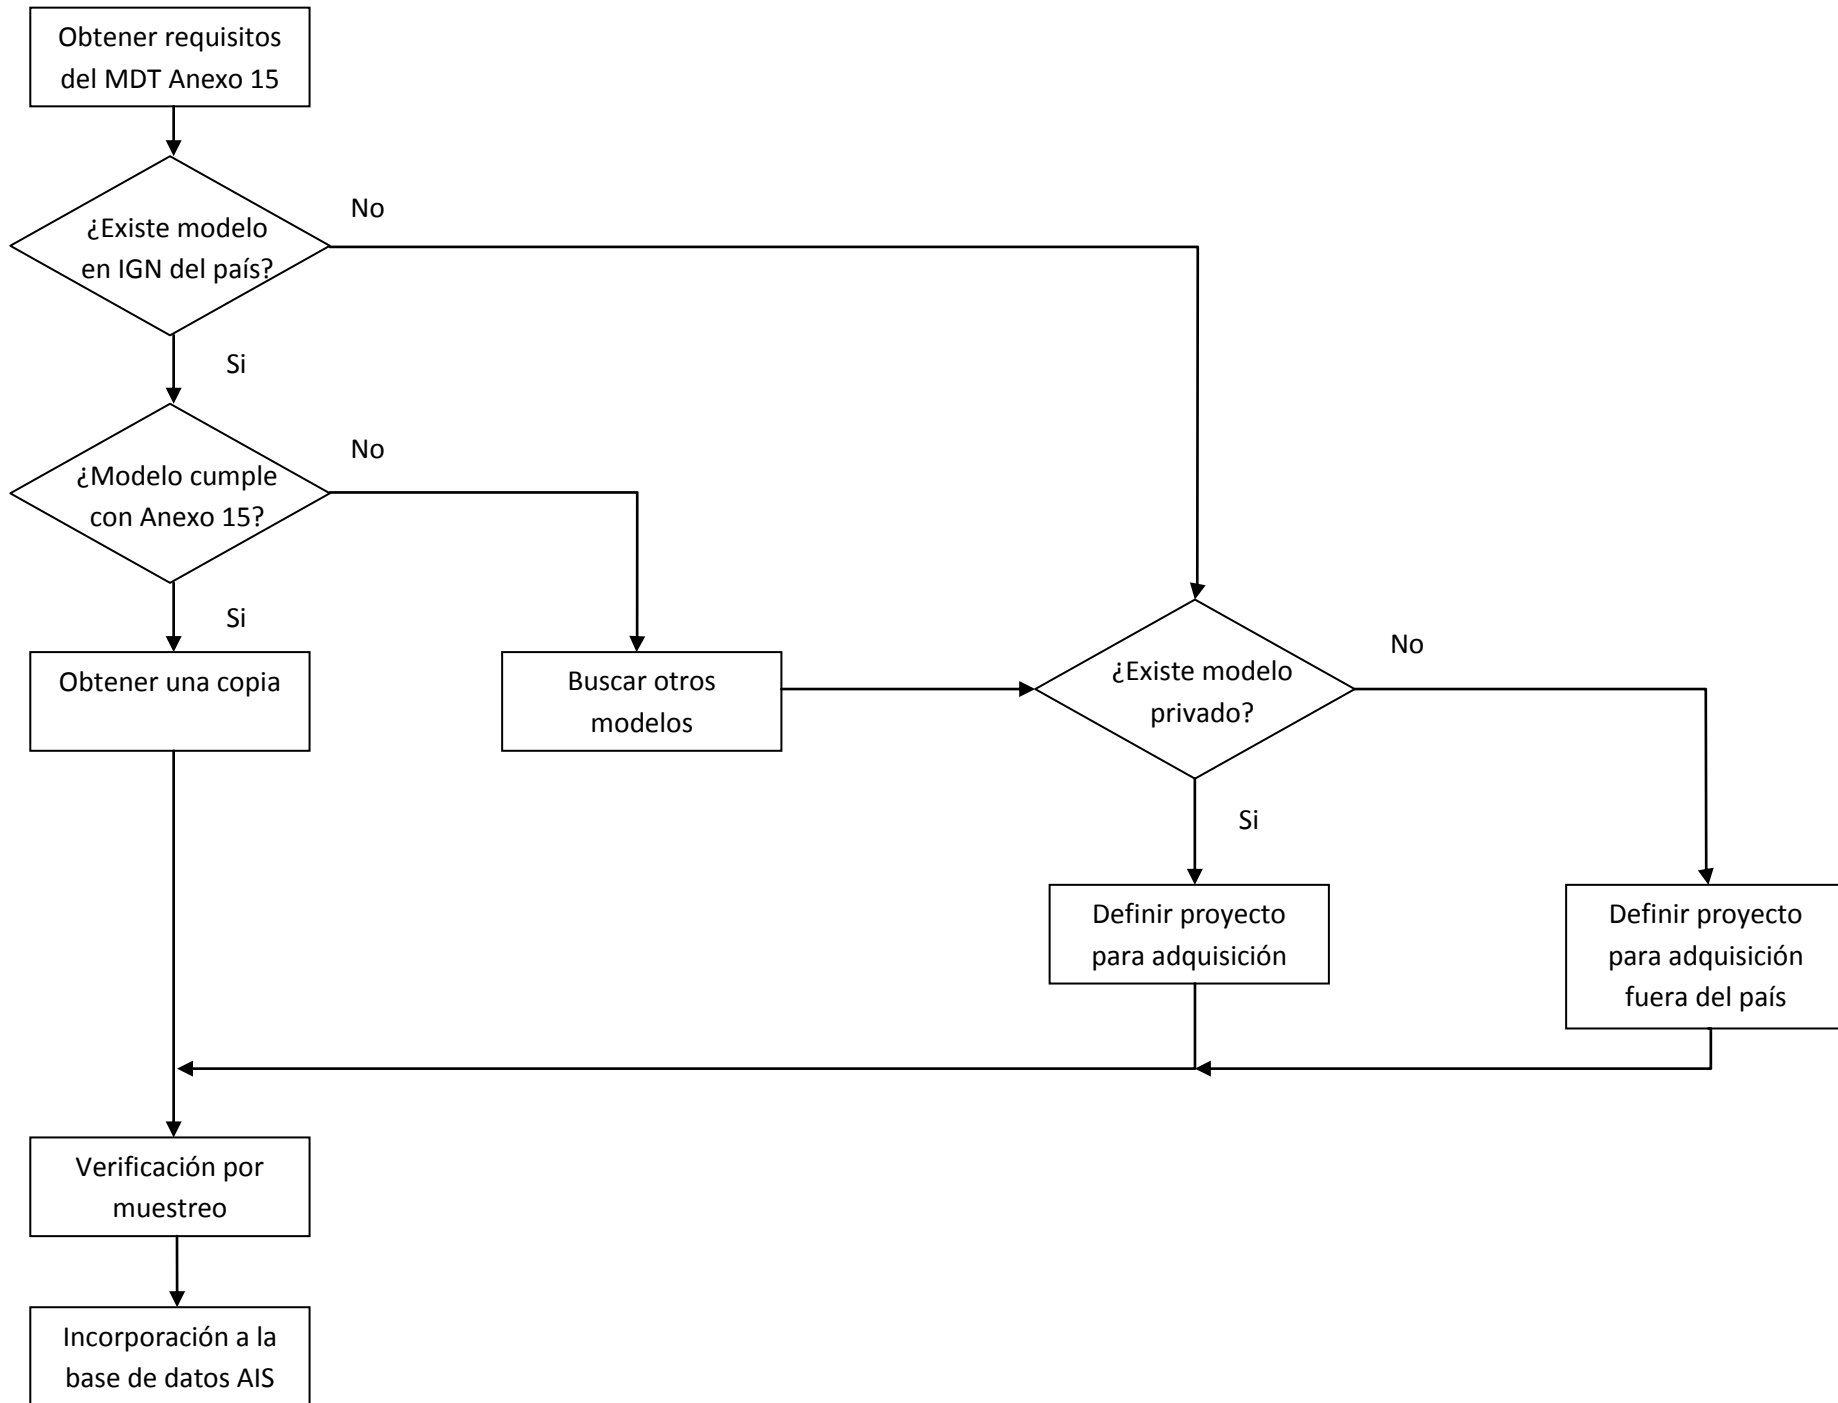 Obtener requisitos
del MDT Anexo 15
¿Existe modelo
en IGN del país?
No
Si
¿Modelo cumple
con Anexo 15?
No
Si
Obtener una copia
Buscar otros
modelos
¿Existe modelo
privado?
No
Si
Definir proyecto
para adquisición
Definir proyecto
para adquisición
fuera del país
Verificación por
muestreo
Incorporación a la
base de datos AIS